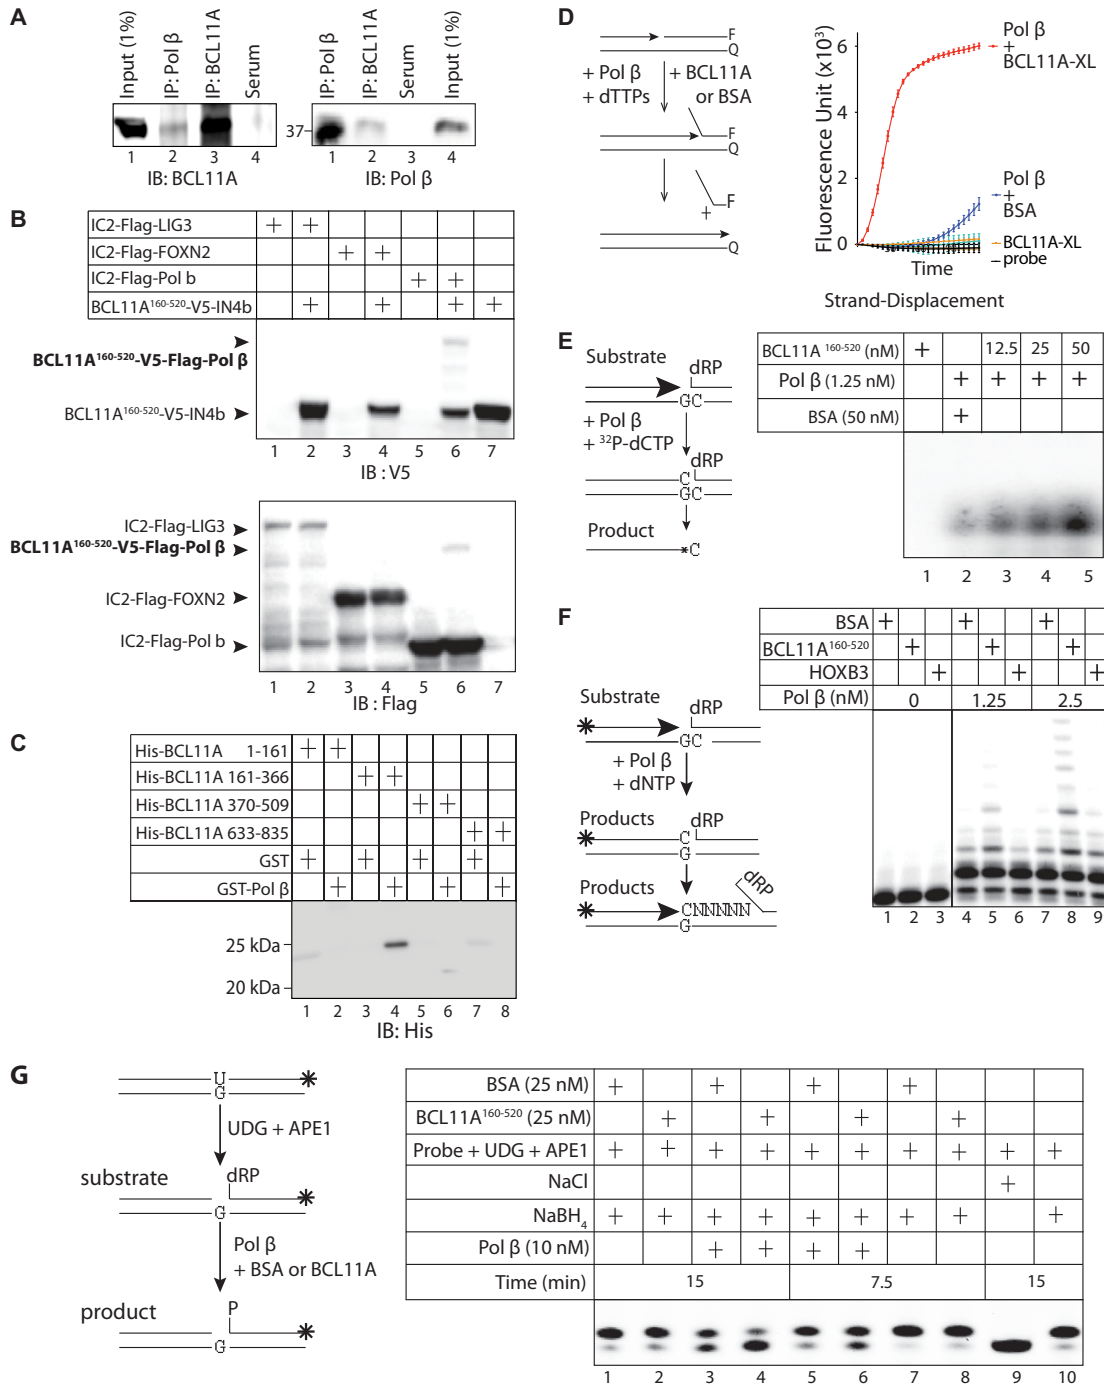 A
Input (1%)
IP: Pol β
IP: BCL11A
Serum
1 2 3 4
IB: BCL11A
IP: Pol β
IP: BCL11A
Serum
Input (1%)
37
1 2 3 4
IB: Pol β
B
IC2-Flag-LIG3 + +
IC2-Flag-FOXN2 + +
IC2-Flag-Pol b + +
BCL11A160-520-V5-IN4b + + + +
BCL11A160-520-V5-Flag-Pol β
BCL11A160-520-V5-IN4b
1 2 3 4 5 6 7
IB : V5
IC2-Flag-LIG3
BCL11A160-520-V5-Flag-Pol β
IC2-Flag-FOXN2
IC2-Flag-Pol b
1 2 3 4 5 6 7
IB : Flag
C
His-BCL11A 1-161 + +
His-BCL11A 161-366 + +
His-BCL11A 370-509 + +
His-BCL11A 633-835 + +
GST + + + +
GST-Pol β + + + +
25 kDa
20 kDa
1 2 3 4 5 6 7 8
IB: His
D
F
Q
+ Pol β
+ dTTPs
+ BCL11A
or BSA
F
Q
+
F
Q
Fluorescence Unit (x10³)
6
4
2
0
Time
Pol β
+
BCL11A-XL
Pol β
+
BSA
BCL11A-XL
probe
Strand-Displacement
E
Substrate
dRP
GC
+ Pol β
+ 32P-dCTP
dRP
C
GC
Product
*C
BCL11A 160-520 (nM) + 12.5 25 50
Pol β (1.25 nM) + + + +
BSA (50 nM) +
1 2 3 4 5
F
Substrate
dRP
*
GC
+ Pol β
+ dNTP
Products
dRP
*
C
G
Products
dRP
*
CNNNNN
G
BSA + + +
BCL11A160-520 + + +
HOXB3 + + +
Pol β (nM) 0 1.25 2.5
1 2 3 4 5 6 7 8 9
G
U
G
*
UDG + APE1
substrate
dRP
G
*
Pol β
+ BSA or BCL11A
product
P
G
*
BSA (25 nM) + + + +
BCL11A160-520 (25 nM) + + + +
Probe + UDG + APE1 + + + + + + + + + +
NaCl +
NaBH4 + + + + + + + + +
Pol β (10 nM) + + + +
Time (min) 15 7.5 15
1 2 3 4 5 6 7 8 9 10